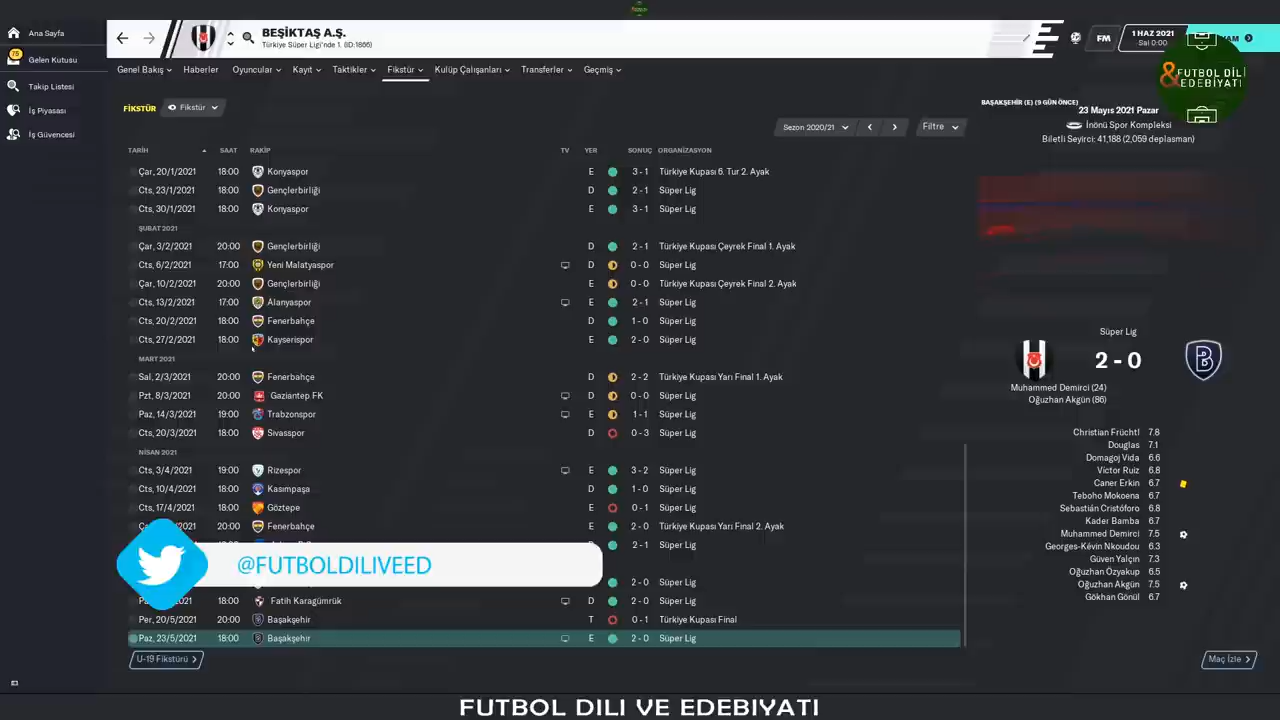 Ana Sayfa
75
Gelen Kutusu
Takip Listesi
İş Piyasası
İş Güvencesi
BEŞİKTAŞ A.Ş.
Türkiye Süper Ligi'nde 1. (ID:1866)
FM
1 HAZ 2021
Sal 0:00
Genel Bakış
Haberler
Oyuncular
Kayıt
Taktikler
Fikstür
Kulüp Çalışanları
Transferler
Geçmiş
&FUTBOL DİLİ
EDEBİYATI
FİKSTÜR
Fikstür
Sezon 2020/21
Filtre
TARİH SAAT RAKİP TV YER SONUÇ ORGANİZASYON
Çar, 20/1/2021 18:00 Konyaspor E 3 - 1 Türkiye Kupası 6. Tur 2. Ayak
Cts, 23/1/2021 18:00 Gençlerbirliği D 2 - 1 Süper Lig
Cts, 30/1/2021 18:00 Konyaspor E 3 - 1 Süper Lig
ŞUBAT 2021
Çar, 3/2/2021 20:00 Gençlerbirliği D 2 - 1 Türkiye Kupası Çeyrek Final 1. Ayak
Cts, 6/2/2021 17:00 Yeni Malatyaspor D 0 - 0 Süper Lig
Çar, 10/2/2021 20:00 Gençlerbirliği E 0 - 0 Türkiye Kupası Çeyrek Final 2. Ayak
Cts, 13/2/2021 17:00 Alanyaspor E 2 - 1 Süper Lig
Cts, 20/2/2021 18:00 Fenerbahçe D 1 - 0 Süper Lig
Cts, 27/2/2021 18:00 Kayserispor E 2 - 0 Süper Lig
MART 2021
Sal, 2/3/2021 20:00 Fenerbahçe D 2 - 2 Türkiye Kupası Yarı Final 1. Ayak
Pzt, 8/3/2021 20:00 Gaziantep FK D 0 - 0 Süper Lig
Paz, 14/3/2021 19:00 Trabzonspor E 1 - 1 Süper Lig
Cts, 20/3/2021 18:00 Sivasspor D 0 - 3 Süper Lig
NİSAN 2021
Cts, 3/4/2021 19:00 Rizespor E 3 - 2 Süper Lig
Cts, 10/4/2021 18:00 Kasımpaşa D 1 - 0 Süper Lig
Cts, 17/4/2021 18:00 Göztepe E 0 - 1 Süper Lig
20:00 Fenerbahçe E 2 - 0 Türkiye Kupası Yarı Final 2. Ayak
2 - 1 Süper Lig
@FUTBOLDILIVEED
2 - 0 Süper Lig
18:00 Fatih Karagümrük D 2 - 0 Süper Lig
Per, 20/5/2021 20:00 Başakşehir T 0 - 1 Türkiye Kupası Final
Paz, 23/5/2021 18:00 Başakşehir E 2 - 0 Süper Lig
U-19 Fikstürü
BAŞAKŞEHİR (E) (9 GÜN ÖNCE)
23 Mayıs 2021 Pazar
İnönü Spor Kompleksi
Biletli Seyirci: 41,188 (2,059 deplasman)
Süper Lig
2 - 0
B
Muhammed Demirci (24)
Oğuzhan Akgün (86)
Christian Früchtl 7.8
Douglas 7.1
Domagoj Vida 6.6
Víctor Ruiz 6.8
Caner Erkin 6.7
Teboho Mokoena 6.7
Sebastián Cristóforo 6.8
Kader Bamba 6.7
Muhammed Demirci 7.5
Georges-Kévin Nkoudou 6.3
Güven Yalçın 7.3
Oğuzhan Özyakup 6.5
Oğuzhan Akgün 7.5
Gökhan Gönül 6.7
Maç İzle
FUTBOL DILI VE EDEBIYATI